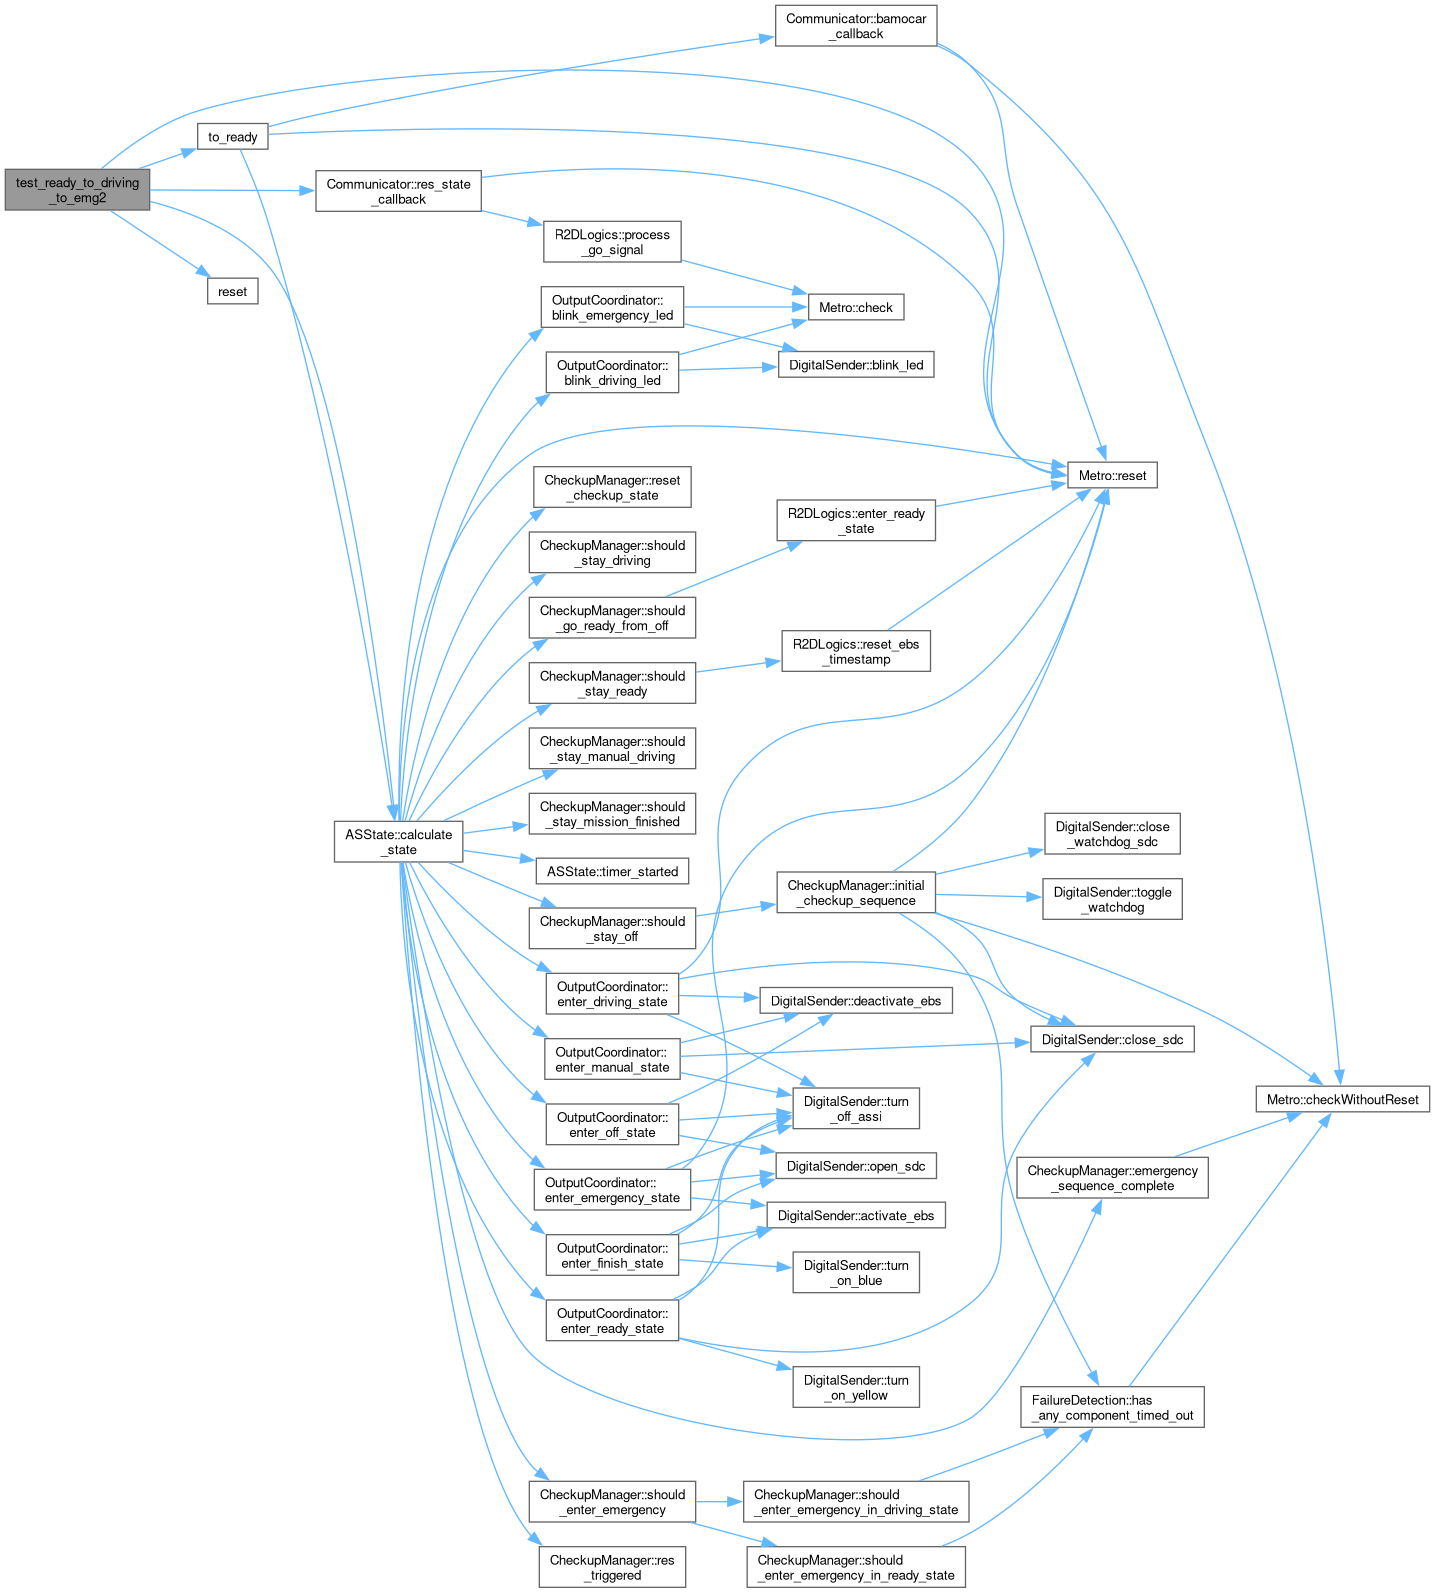 Communicator::bamocar
_callback
to_ready
test_ready_to_driving
_to_emg2
Communicator::res_state
_callback
R2DLogics::process
_go_signal
reset
OutputCoordinator::
blink_emergency_led
Metro::check
OutputCoordinator::
blink_driving_led
DigitalSender::blink_led
CheckupManager::reset
_checkup_state
Metro::reset
R2DLogics::enter_ready
_state
CheckupManager::should
_stay_driving
CheckupManager::should
_go_ready_from_off
R2DLogics::reset_ebs
_timestamp
CheckupManager::should
_stay_ready
CheckupManager::should
_stay_manual_driving
CheckupManager::should
_stay_mission_finished
ASState::calculate
_state
DigitalSender::close
_watchdog_sdc
ASState::timer_started
CheckupManager::initial
_checkup_sequence
DigitalSender::toggle
_watchdog
CheckupManager::should
_stay_off
OutputCoordinator::
enter_driving_state
DigitalSender::deactivate_ebs
DigitalSender::close_sdc
OutputCoordinator::
enter_manual_state
Metro::checkWithoutReset
DigitalSender::turn
_off_assi
OutputCoordinator::
enter_off_state
DigitalSender::open_sdc
CheckupManager::emergency
_sequence_complete
OutputCoordinator::
enter_emergency_state
DigitalSender::activate_ebs
OutputCoordinator::
enter_finish_state
DigitalSender::turn
_on_blue
OutputCoordinator::
enter_ready_state
DigitalSender::turn
_on_yellow
FailureDetection::has
_any_component_timed_out
CheckupManager::should
_enter_emergency
CheckupManager::should
_enter_emergency_in_driving_state
CheckupManager::res
_triggered
CheckupManager::should
_enter_emergency_in_ready_state